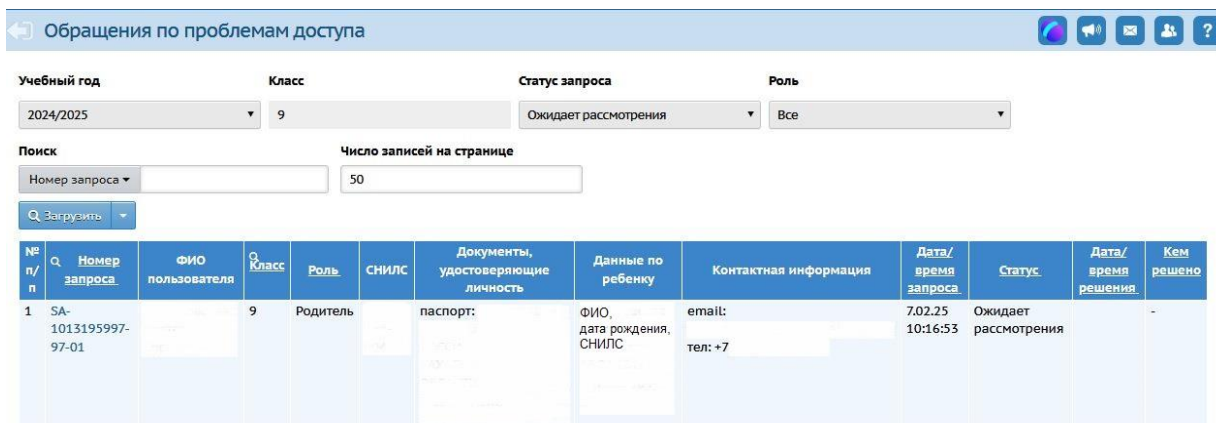 Обращения по проблемам доступа
?
Учебный год Класс Статус запроса Роль
2024/2025 9 Ожидает рассмотрения Все
Поиск Число записей на странице
Номер запроса 50
Загрузить
№ п/п Номер запроса ФИО пользователя Класс Роль СНИЛС Документы, удостоверяющие личность Данные по ребенку Контактная информация Дата/ время запроса Статус Дата/ время решения Кем решено
1 SA- 9 Родитель паспорт: ФИО, email: 7.02.25 Ожидает -
1013195997- дата рождения, 10:16:53 рассмотрения
97-01 СНИЛС тел: +7